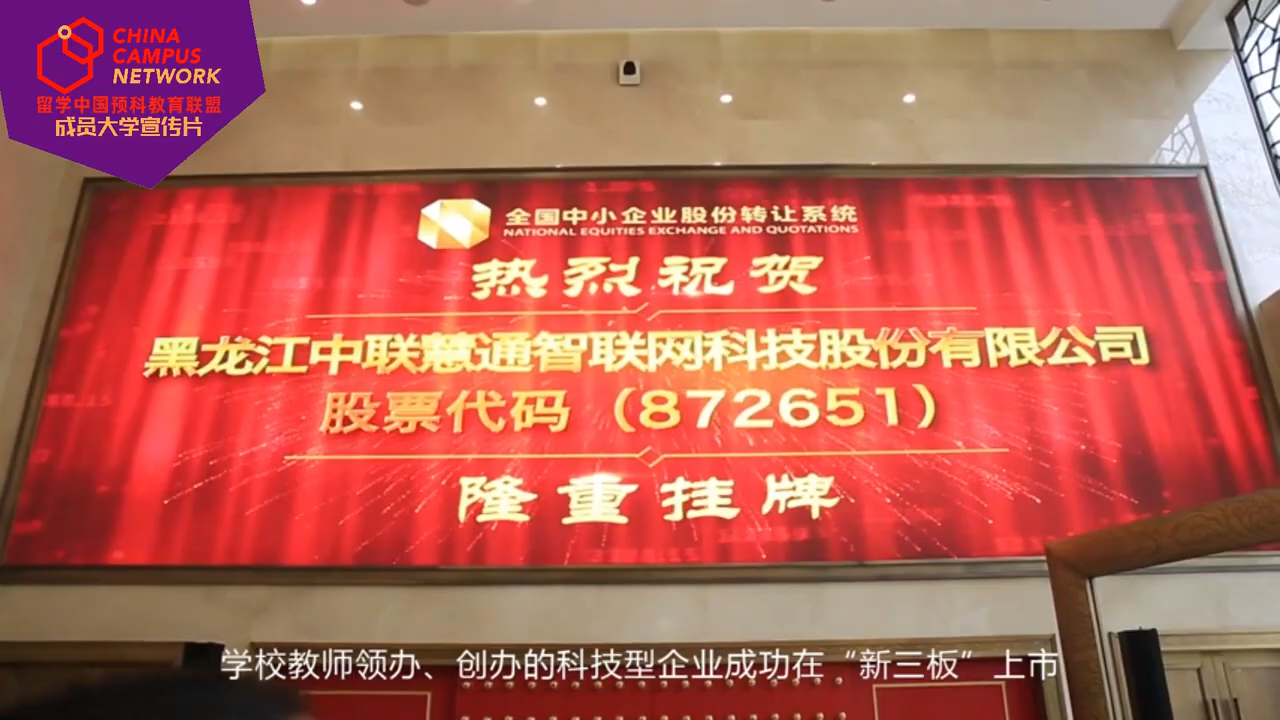 CHINA
CAMPUS
NETWORK
留学中国预科教育联盟
成员大学宣传片
全国中小企业股份转让系统
NATIONAL EQUITIES EXCHANGE AND QUOTATIONS
热烈祝贺
黑龙江中联慧通智联网科技股份有限公司
股票代码（872651）
隆重挂牌
学校教师领办、创办的科技型企业成功在“新三板”上市